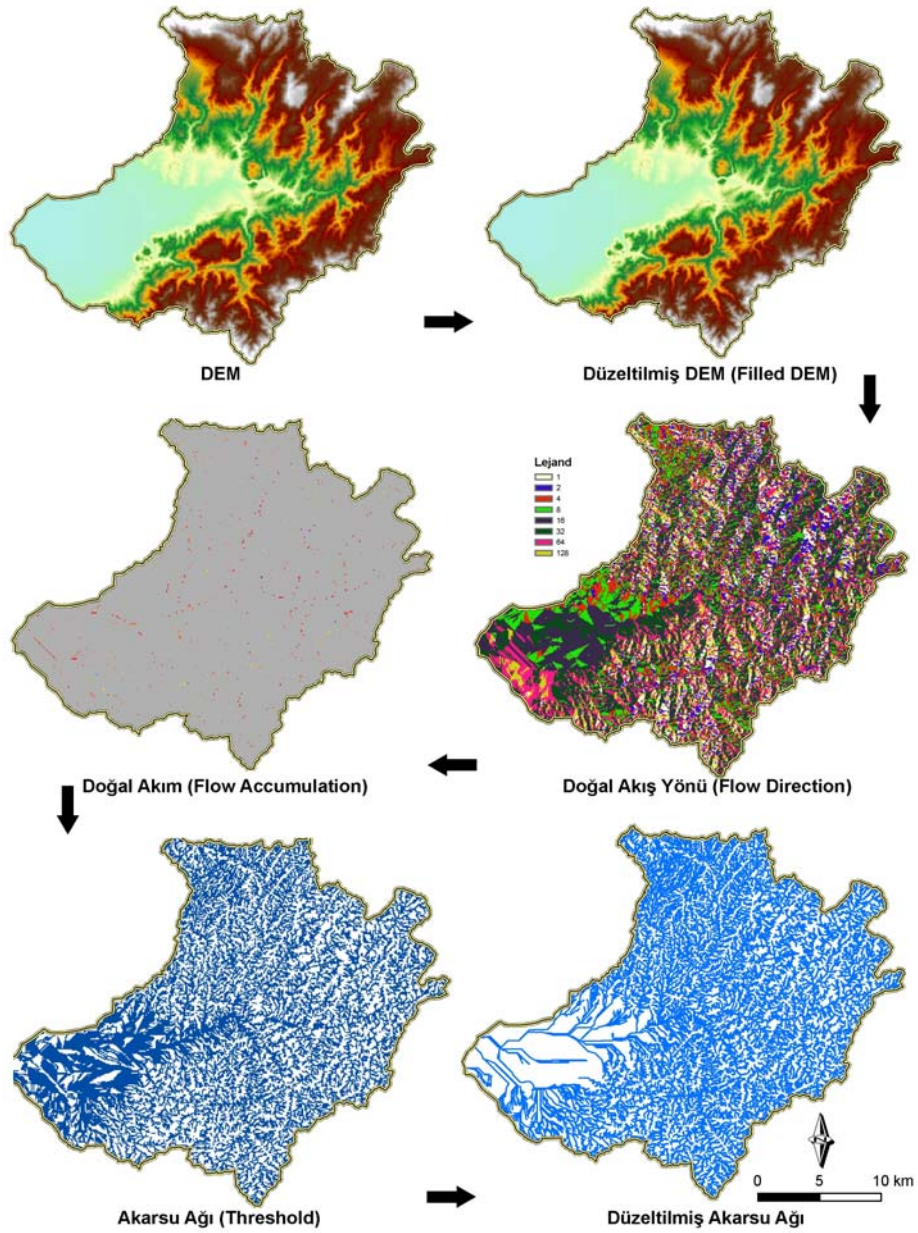 DEM
Düzeltilmiş DEM (Filled DEM)
Lejand
1
2
4
8
16
32
64
128
Doğal Akım (Flow Accumulation)
Doğal Akış Yönü (Flow Direction)
0 5 10 km
Akarsu Ağı (Threshold)
Düzeltilmiş Akarsu Ağı